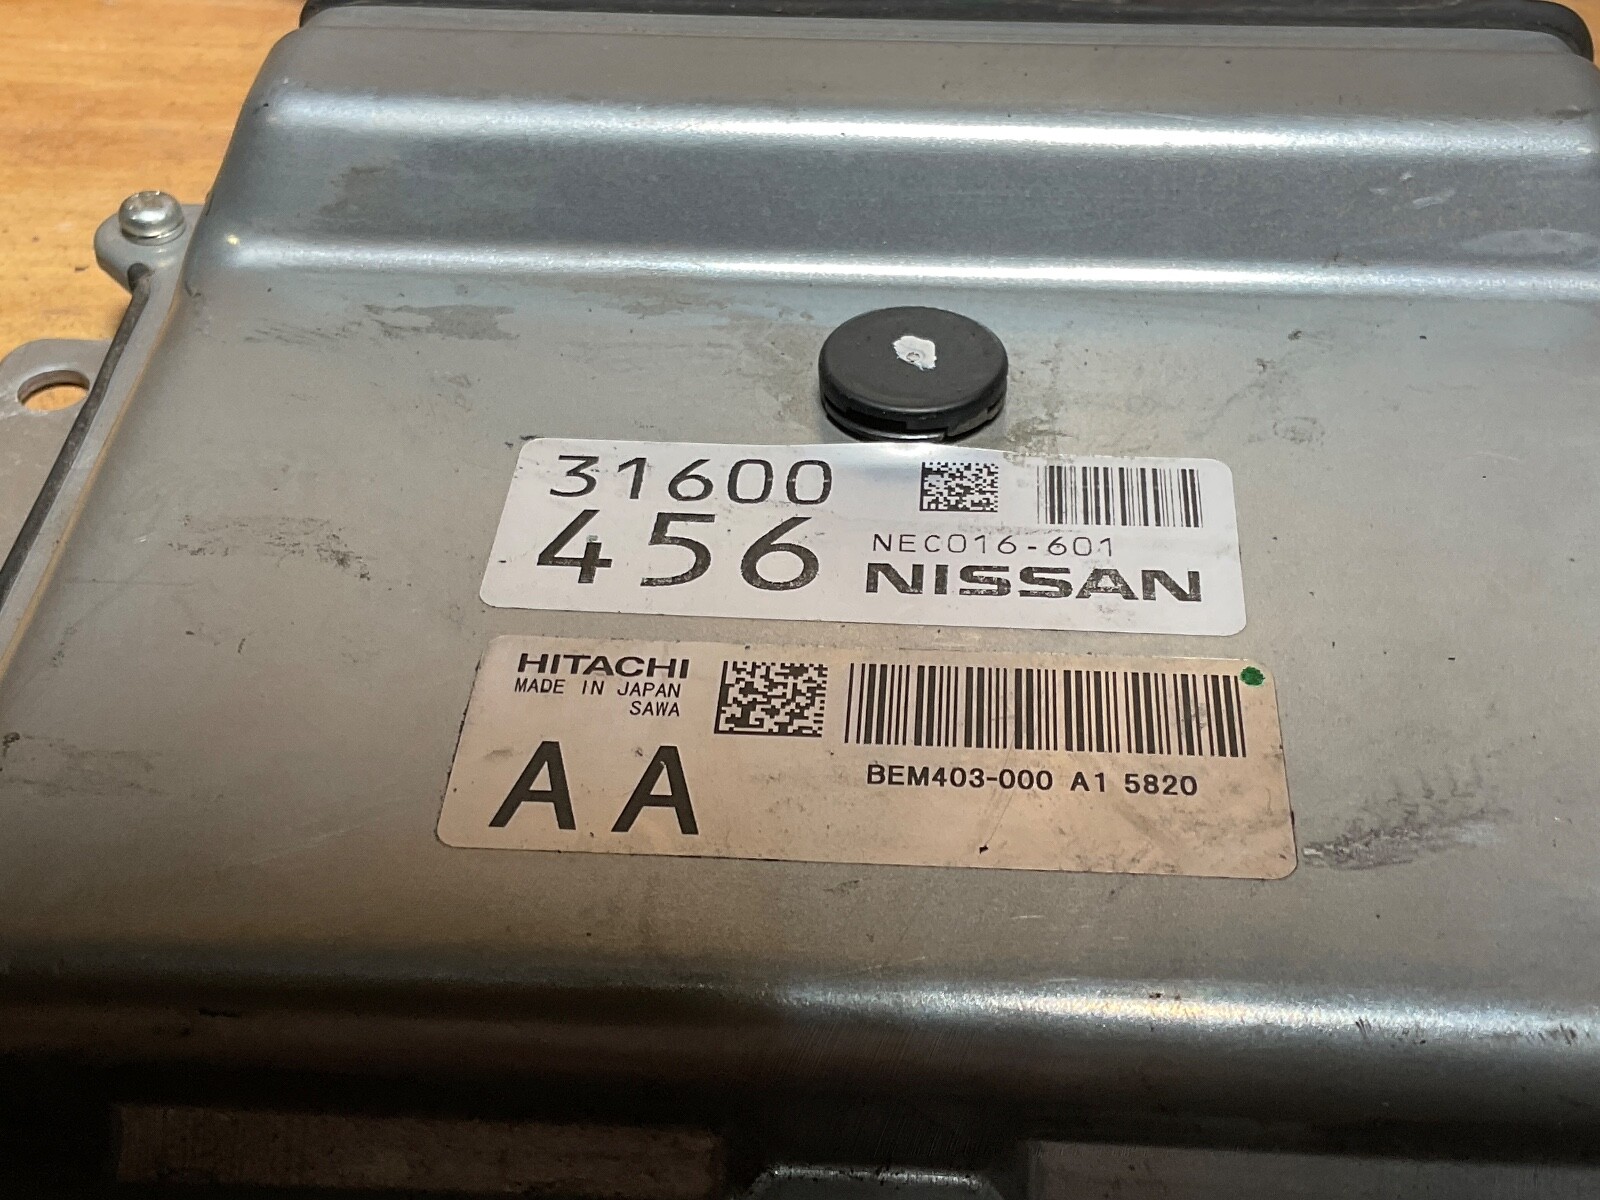 31600
456
NEC016-601
NISSAN
HITACHI
MADE IN JAPAN
SAWA
AA
BEM403-000 A1 5820